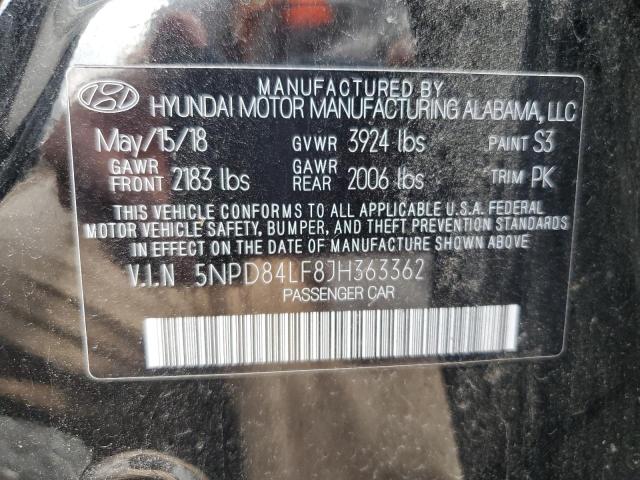 MANUFACTURED BY
HYUNDAI MOTOR MANUFACTURING ALABAMA, LLC
May/15/18 GVWR 3924 lbs PAINT S3
GAWR FRONT 2183 lbs GAWR REAR 2006 lbs TRIM PK
THIS VEHICLE CONFORMS TO ALL APPLICABLE U.S.A. FEDERAL
MOTOR VEHICLE SAFETY, BUMPER, AND THEFT PREVENTION STANDARDS
IN EFFECT ON THE DATE OF MANUFACTURE SHOWN ABOVE.
V.I.N 5NPD84LF8JH363362
PASSENGER CAR